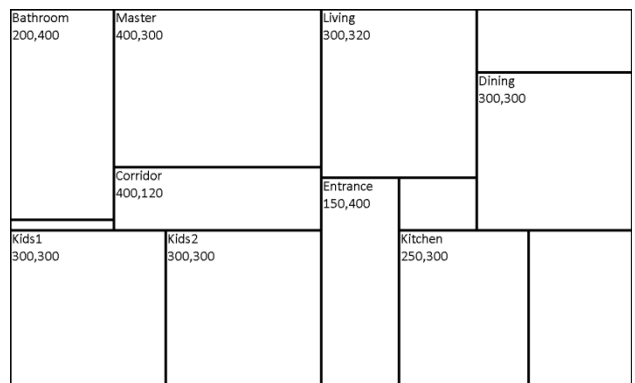 Bathroom
200,400
Master
400,300
Living
300,320
Dining
300,300
Corridor
400,120
Entrance
150,400
Kids1
300,300
Kids2
300,300
Kitchen
250,300